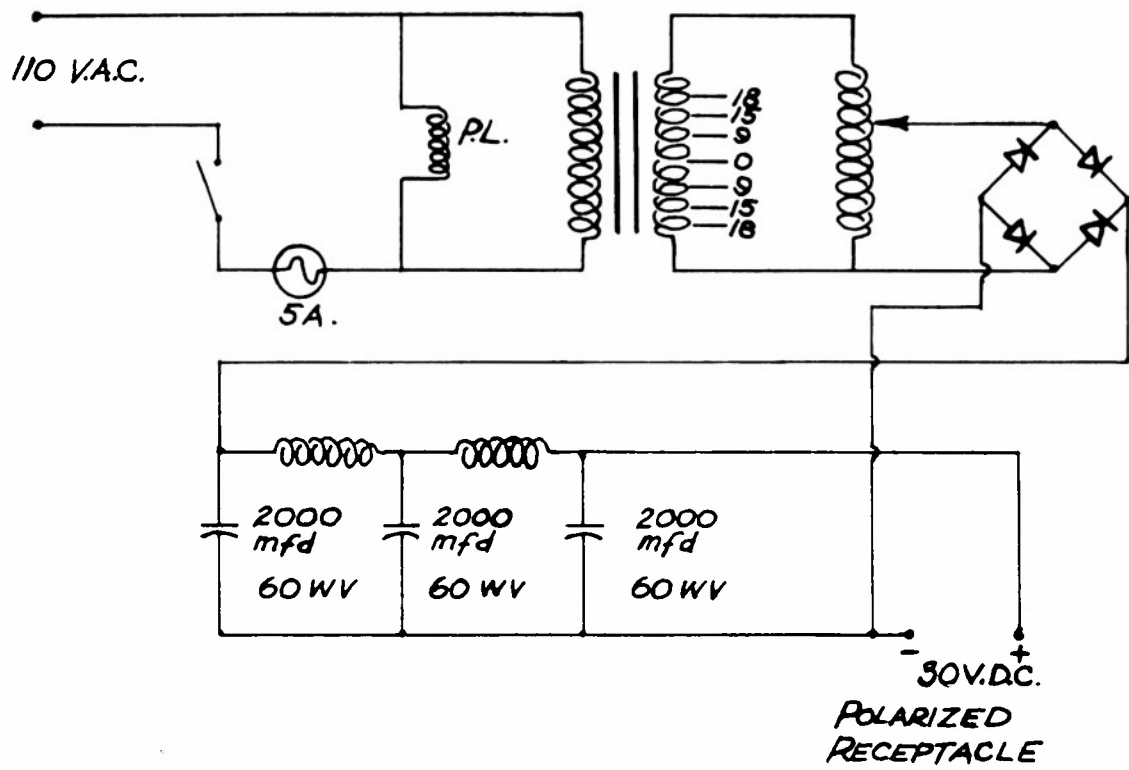 110 V.A.C.
P.L.
18
15
9
0
9
15
18
5A.
2000
mfd
60 WV
2000
mfd
60 WV
2000
mfd
60 WV
-
+
30V.D.C.
POLARIZED
RECEPTACLE